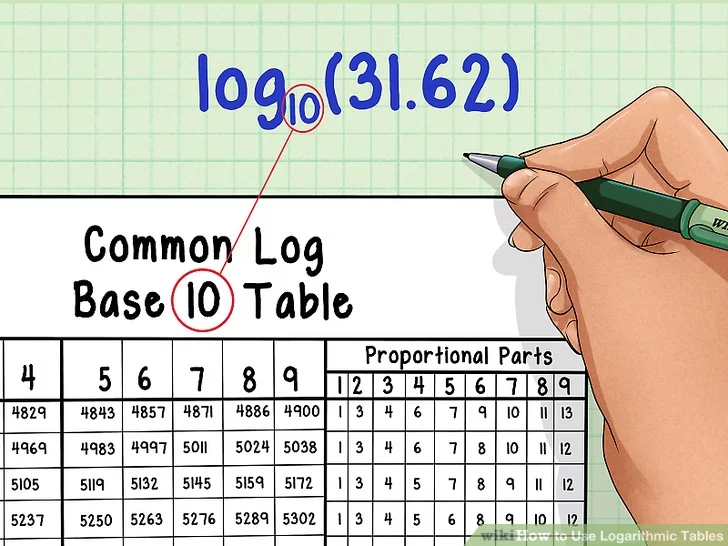 log10(31.62)
Common Log
Base 10 Table
Proportional Parts
4 5 6 7 8 9 1 2 3 4 5 6 7 8 9
4829 4843 4857 4871 4886 4900 1 3 4 6 7 9 10 11 13
4969 4983 4997 5011 5024 5038 1 3 4 6 7 8 10 11 12
5105 5119 5132 5145 5159 5172 1 3 4 5 7 8 9 11 12
5237 5250 5263 5276 5289 5302 1 3 4 5 6 8 9 10 12
wikiHow to Use Logarithmic Tables